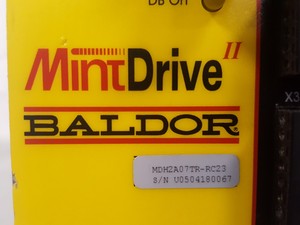 DB On
MintDrive II
X3
BALDOR®
MDH2A07TR-RC23
S/N U0504180067